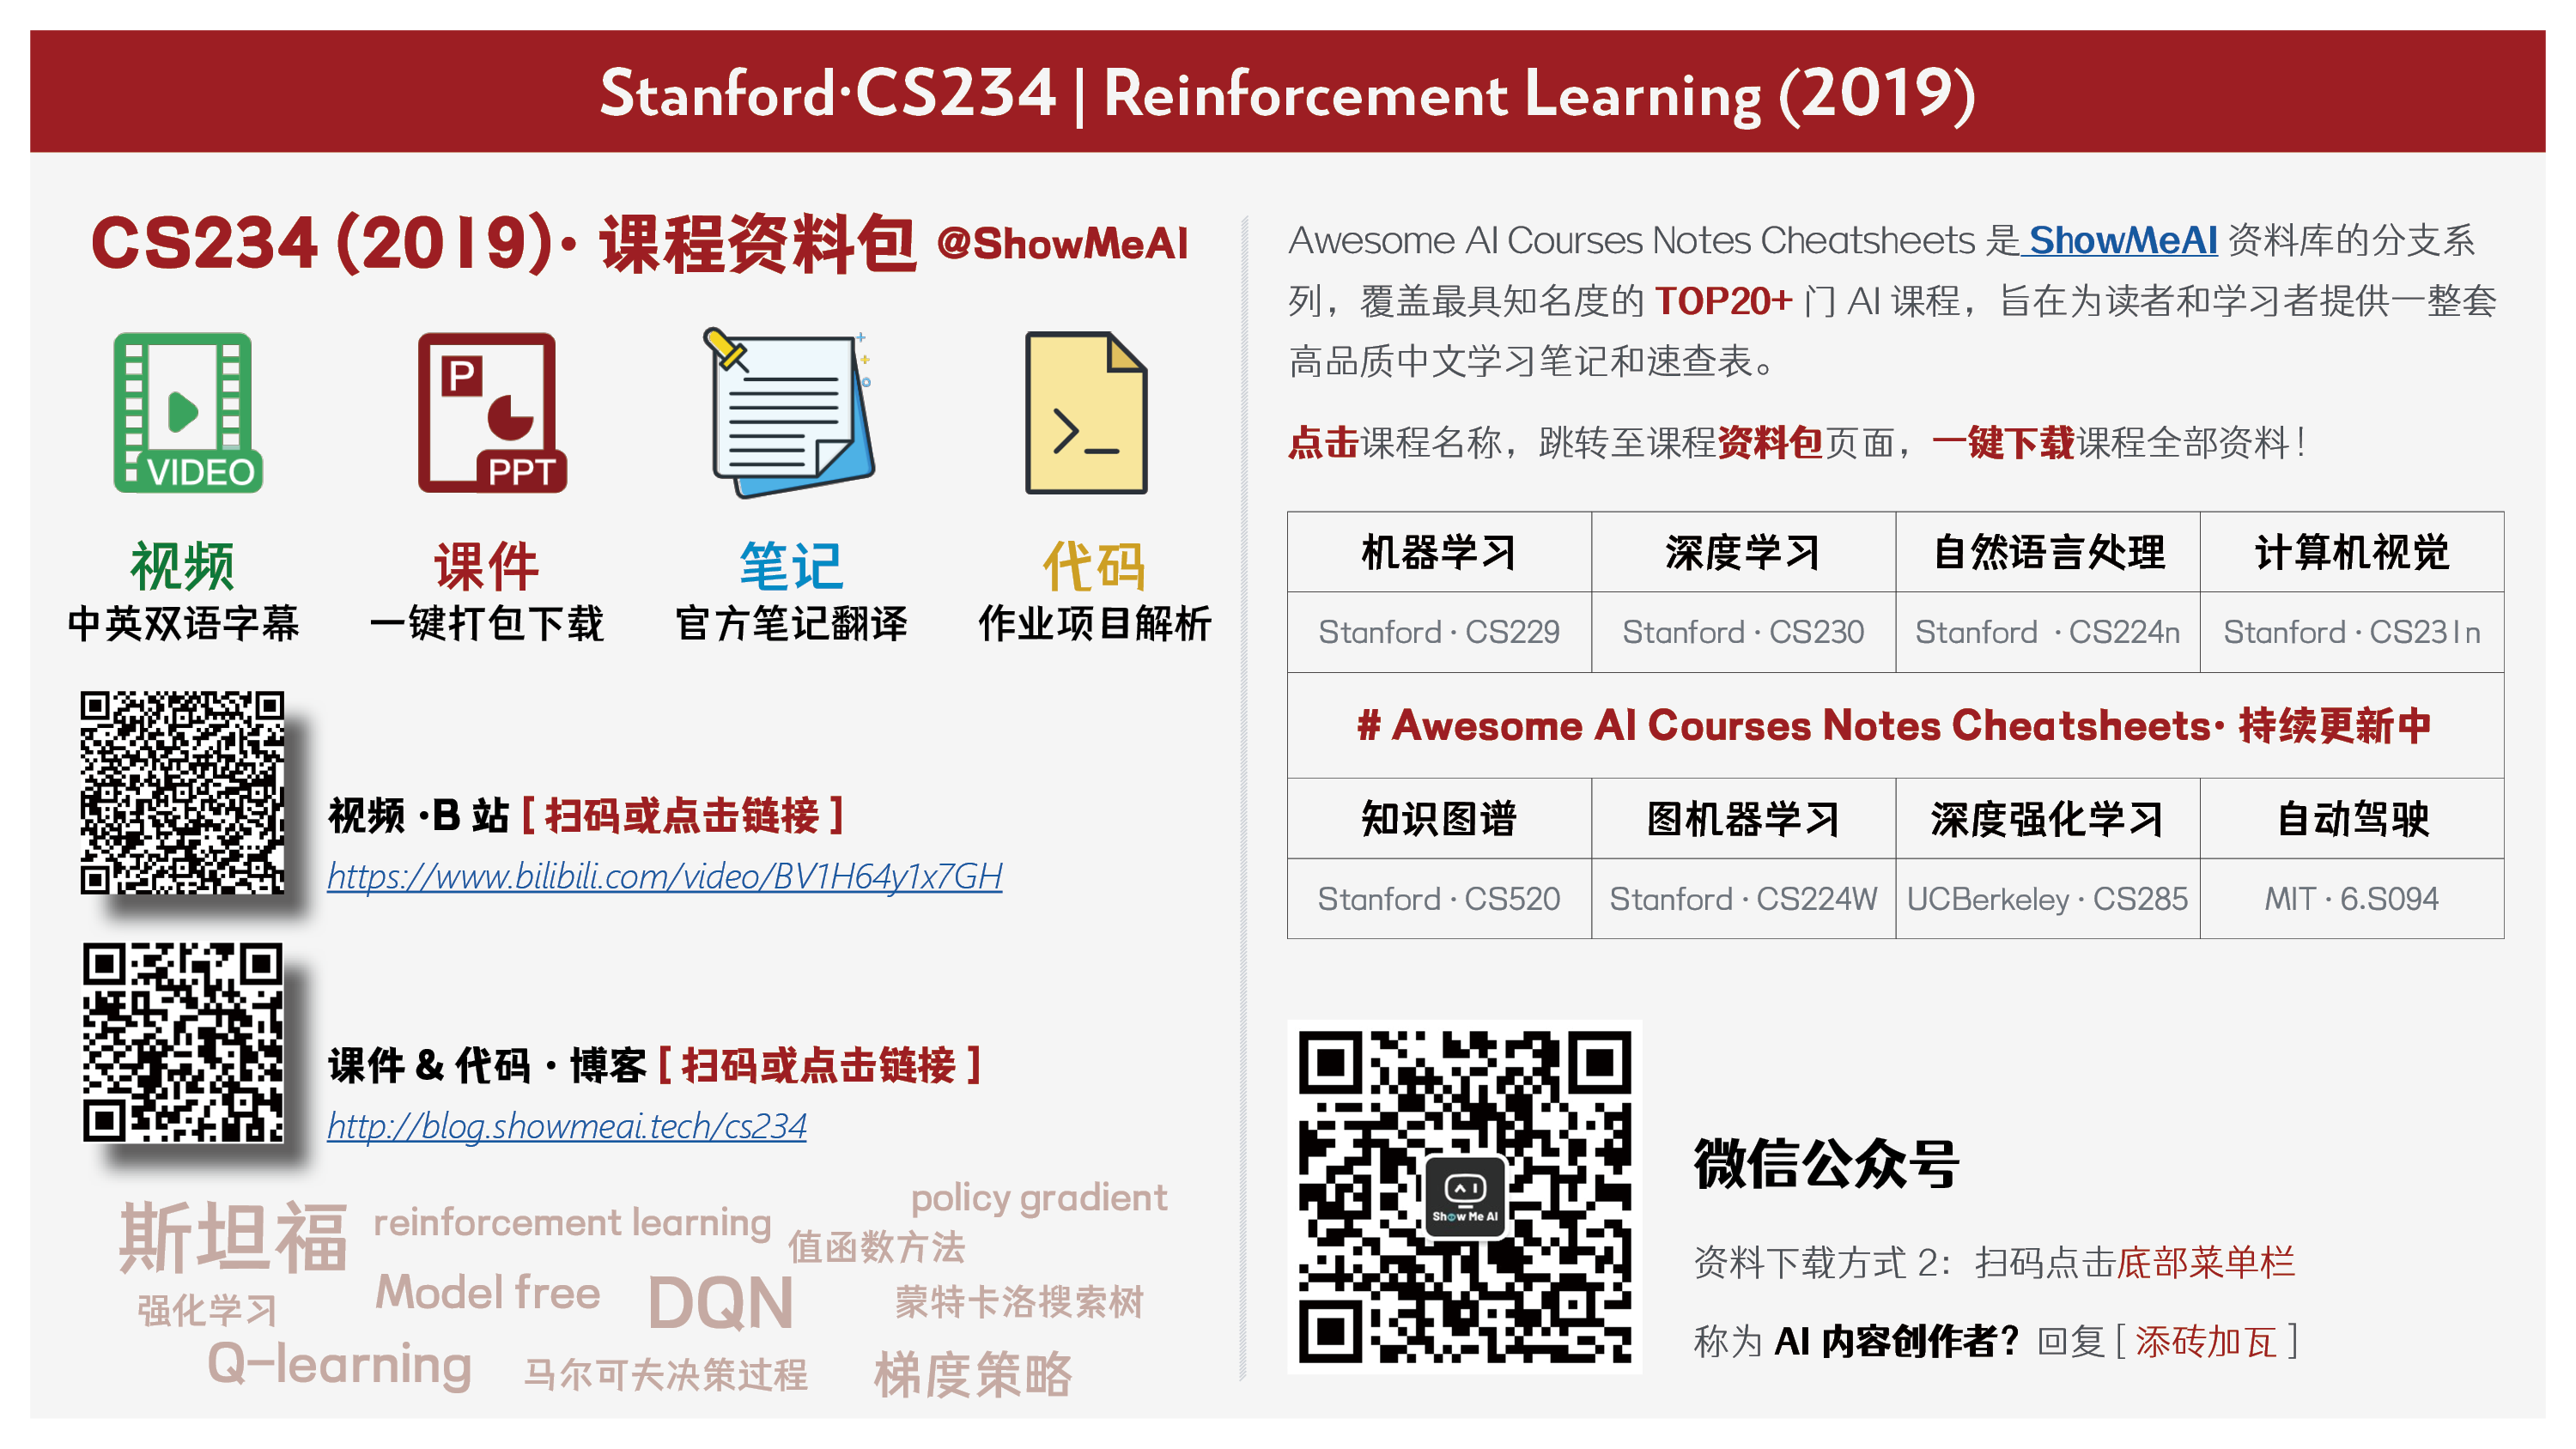 Stanford·CS234 | Reinforcement Learning (2019)
CS234 (2019)· 课程资料包 @ShowMeAI
P
VIDEO
PPT
视频
课件
笔记
代码
中英双语字幕
一键打包下载
官方笔记翻译
作业项目解析
视频 ·B 站 [ 扫码或点击链接 ]
https://www.bilibili.com/video/BV1H64y1x7GH
课件 & 代码 · 博客 [ 扫码或点击链接 ]
http://blog.showmeai.tech/cs234
斯坦福
reinforcement learning
policy gradient
值函数方法
强化学习
Model free
DQN
蒙特卡洛搜索树
Q-learning
马尔可夫决策过程
梯度策略
Awesome AI Courses Notes Cheatsheets 是 ShowMeAI 资料库的分支系
列，覆盖最具知名度的 TOP20+ 门 AI 课程，旨在为读者和学习者提供一整套
高品质中文学习笔记和速查表。
点击课程名称，跳转至课程资料包页面，一键下载课程全部资料！
机器学习
深度学习
自然语言处理
计算机视觉
Stanford · CS229
Stanford · CS230
Stanford · CS224n
Stanford · CS231n
# Awesome AI Courses Notes Cheatsheets· 持续更新中
知识图谱
图机器学习
深度强化学习
自动驾驶
Stanford · CS520
Stanford · CS224W
UCBerkeley · CS285
MIT · 6.S094
Show Me AI
微信公众号
资料下载方式 2：扫码点击底部菜单栏
称为 AI 内容创作者？回复 [ 添砖加瓦 ]